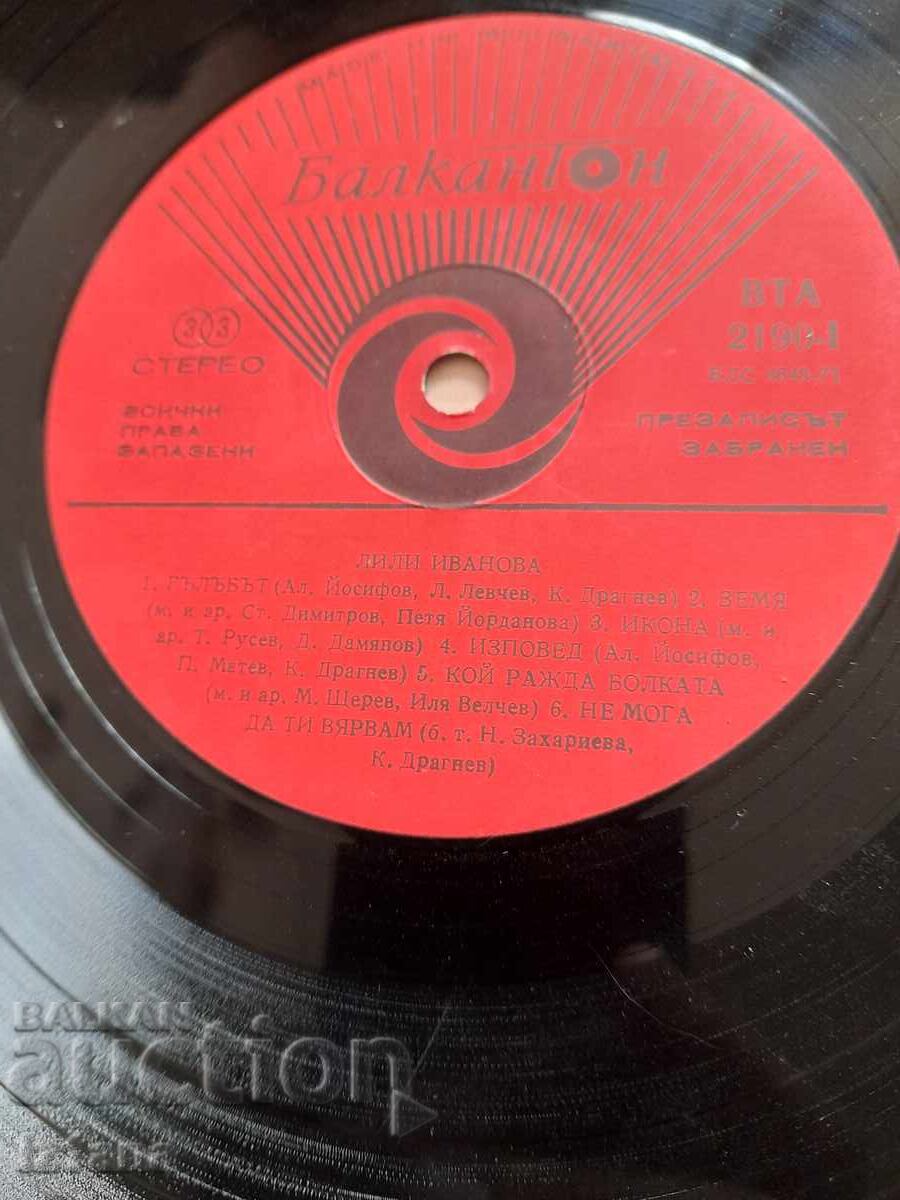 БалканТон
33
СТЕРЕО
ВТА
2190-1
ВСИЧКИ
ПРАВА
ЗАПАЗЕНИ
ПРЕЗАПИСЪТ
ЗАБРАНЕН
ЛИЛИ ИВАНОВА
1. ГЪЛЪБЪТ (Ал. Йосифов, Л. Левчев, К. Драгнев) 2. ЗЕМЯ
(м. и ар. Ст. Димитров, Петя Йорданова) 3. ИКОНА (м. и
ар. Т. Русев, Д. Дамянов) 4. ИЗПОВЕД (Ал. Йосифов,
П. Матев, К. Драгнев) 5. КОЙ РАЖДА БОЛКАТА
(м. и ар. М. Щерев, Иля Велчев) 6. НЕ МОГА
ДА ТИ ВЯРВАМ (б. т. Н. Захариева,
К. Драгнев)
BALKAN
auction